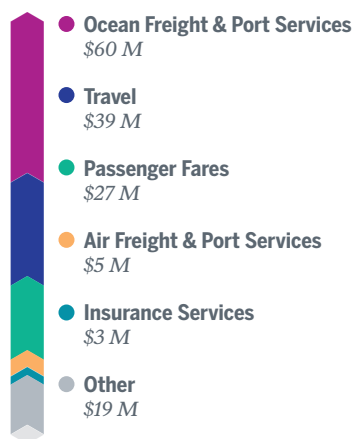 Ocean Freight & Port Services
$60 M
Travel
$39 M
Passenger Fares
$27 M
Air Freight & Port Services
$5 M
Insurance Services
$3 M
Other
$19 M